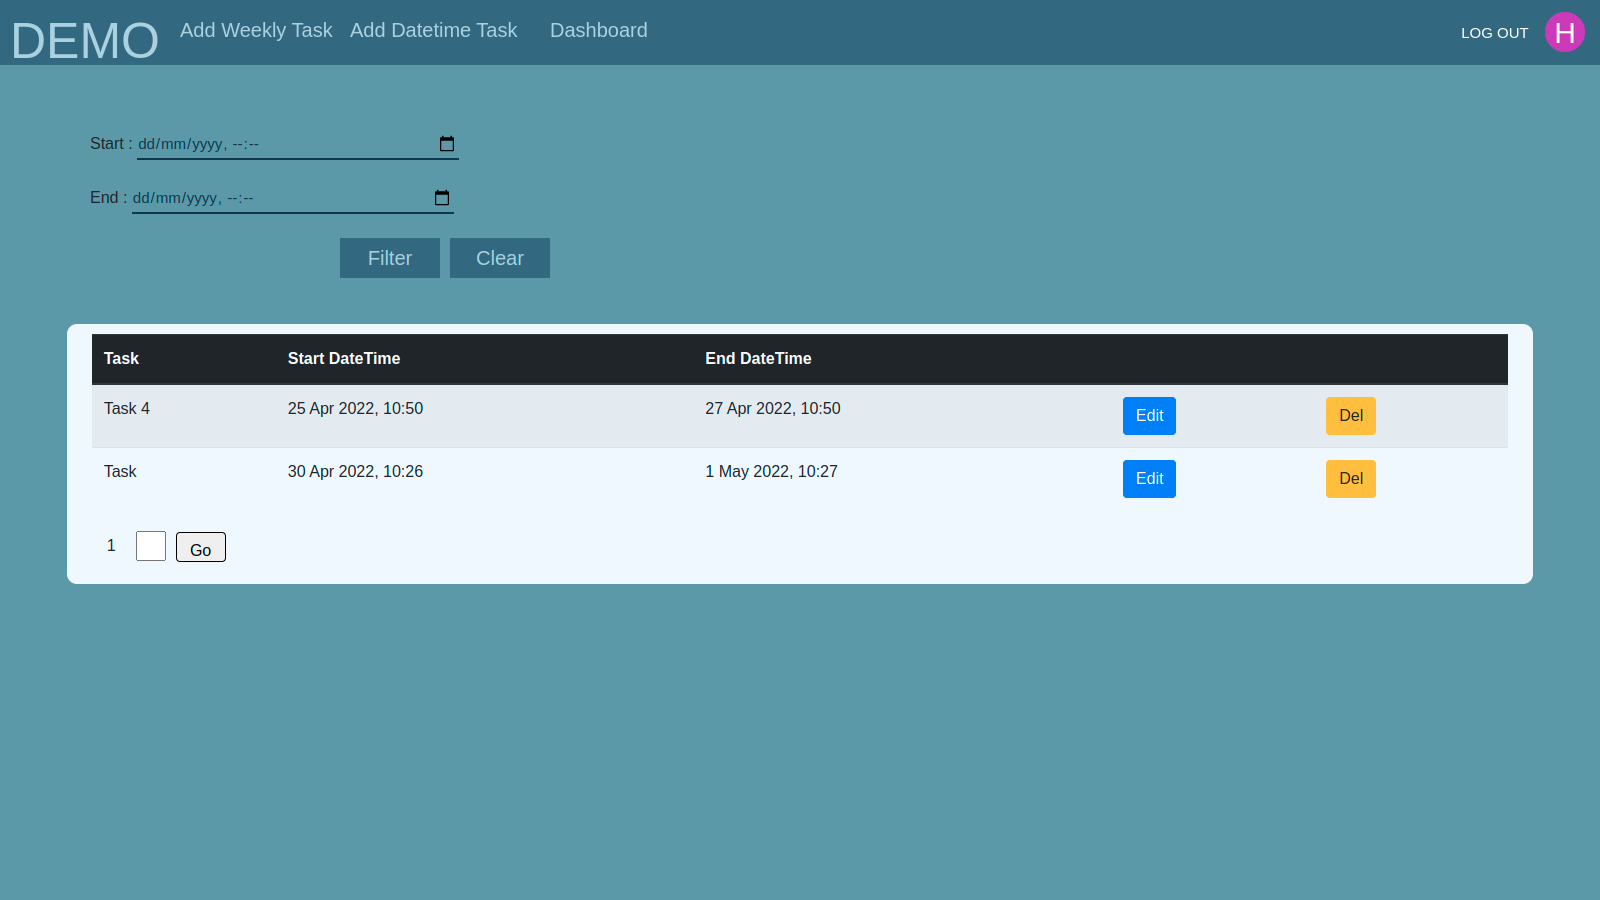 DEMO Add Weekly Task Add Datetime Task Dashboard LOG OUT H
Start : dd/mm/yyyy, --:--
End : dd/mm/yyyy, --:--
Filter Clear
Task Start DateTime End DateTime
Task 4 25 Apr 2022, 10:50 27 Apr 2022, 10:50 Edit Del
Task 30 Apr 2022, 10:26 1 May 2022, 10:27 Edit Del
1 Go